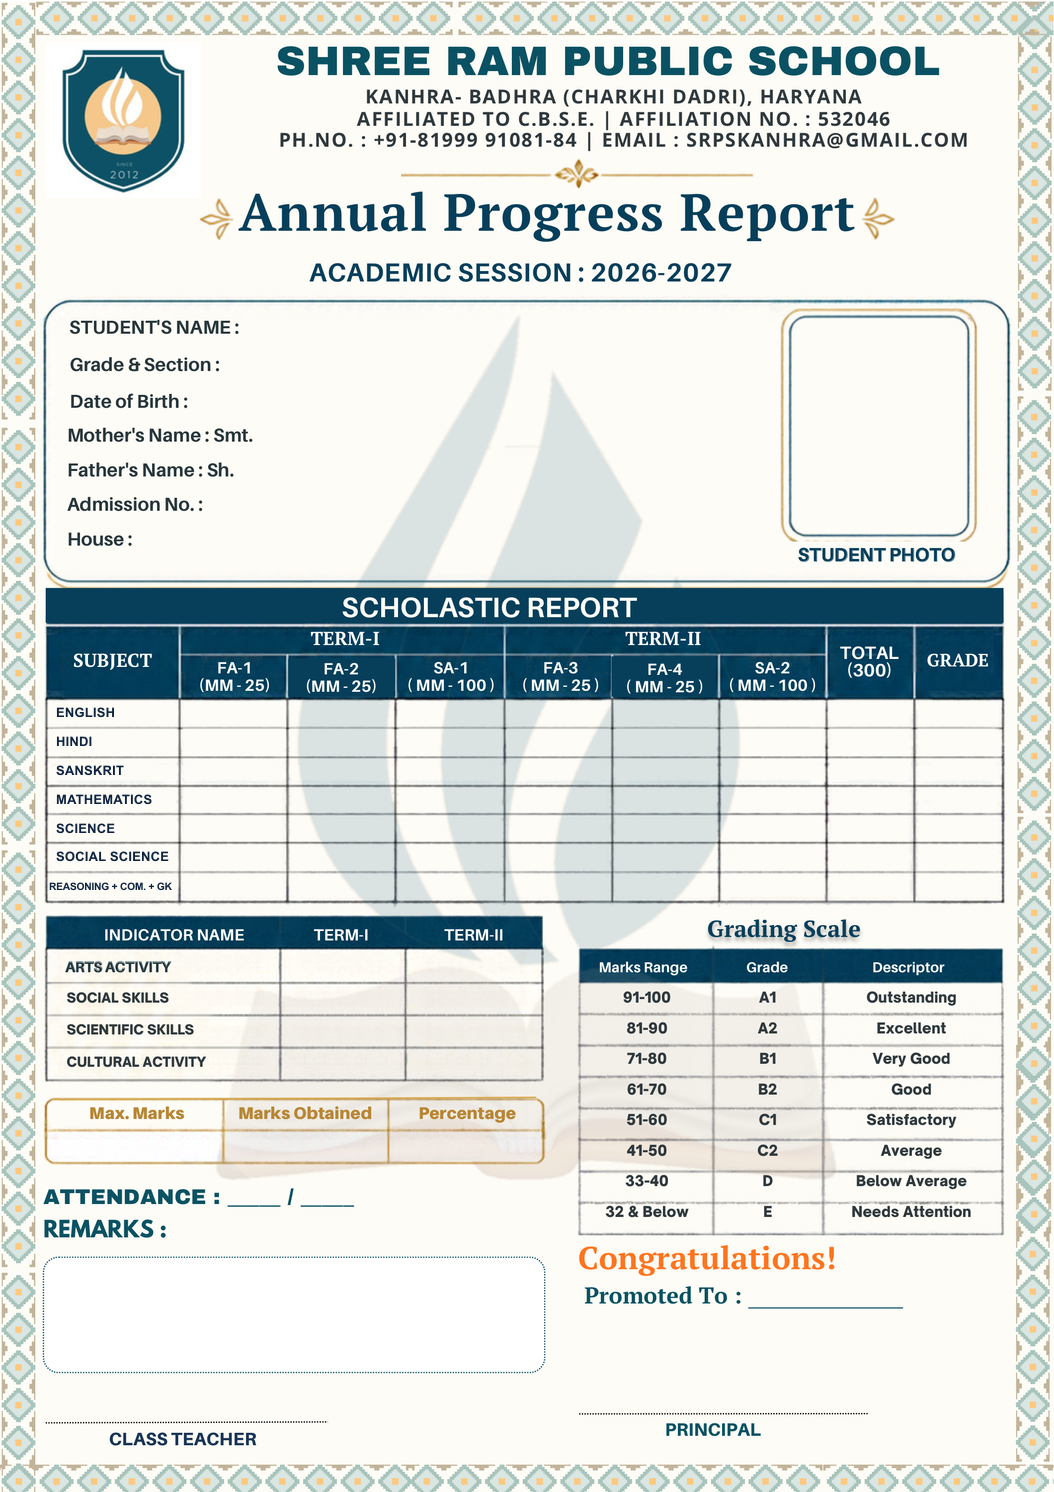 SHREE RAM PUBLIC SCHOOL
KANHRA- BADHRA (CHARKHI DADRI), HARYANA
AFFILIATED TO C.B.S.E. | AFFILIATION NO. : 532046
PH.NO. : +91-81999 91081-84 | EMAIL : SRPSKANHRA@GMAIL.COM
SINCE
2012
Annual Progress Report
ACADEMIC SESSION : 2026-2027
STUDENT'S NAME :
Grade & Section :
Date of Birth :
Mother's Name : Smt.
Father's Name : Sh.
Admission No. :
House :
STUDENT PHOTO
SCHOLASTIC REPORT
SUBJECT TERM-I TERM-II TOTAL (300) GRADE
FA-1 (MM - 25) FA-2 (MM - 25) SA-1 ( MM - 100 ) FA-3 ( MM - 25 ) FA-4 ( MM - 25 ) SA-2 ( MM - 100 )
ENGLISH
HINDI
SANSKRIT
MATHEMATICS
SCIENCE
SOCIAL SCIENCE
REASONING + COM. + GK
INDICATOR NAME TERM-I TERM-II
ARTS ACTIVITY
SOCIAL SKILLS
SCIENTIFIC SKILLS
CULTURAL ACTIVITY
Max. Marks Marks Obtained Percentage
ATTENDANCE : _____ / _____
REMARKS :
CLASS TEACHER
Grading Scale
Marks Range Grade Descriptor
91-100 A1 Outstanding
81-90 A2 Excellent
71-80 B1 Very Good
61-70 B2 Good
51-60 C1 Satisfactory
41-50 C2 Average
33-40 D Below Average
32 & Below E Needs Attention
Congratulations!
Promoted To : _____________
PRINCIPAL